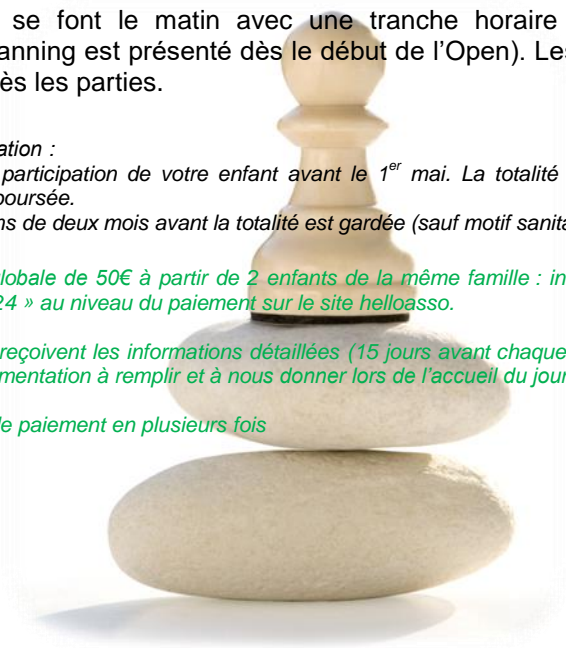 se font le matin avec une tranche horaire
anning est présenté dès le début de l'Open). Les
ès les parties.
ation :
participation de votre enfant avant le 1er mai. La totalité
oursée.
ns de deux mois avant la totalité est gardée (sauf motif sanita
lobale de 50€ à partir de 2 enfants de la même famille : in
24 » au niveau du paiement sur le site helloasso.
reçoivent les informations détaillées (15 jours avant chaque
mentation à remplir et à nous donner lors de l'accueil du jour
le paiement en plusieurs fois